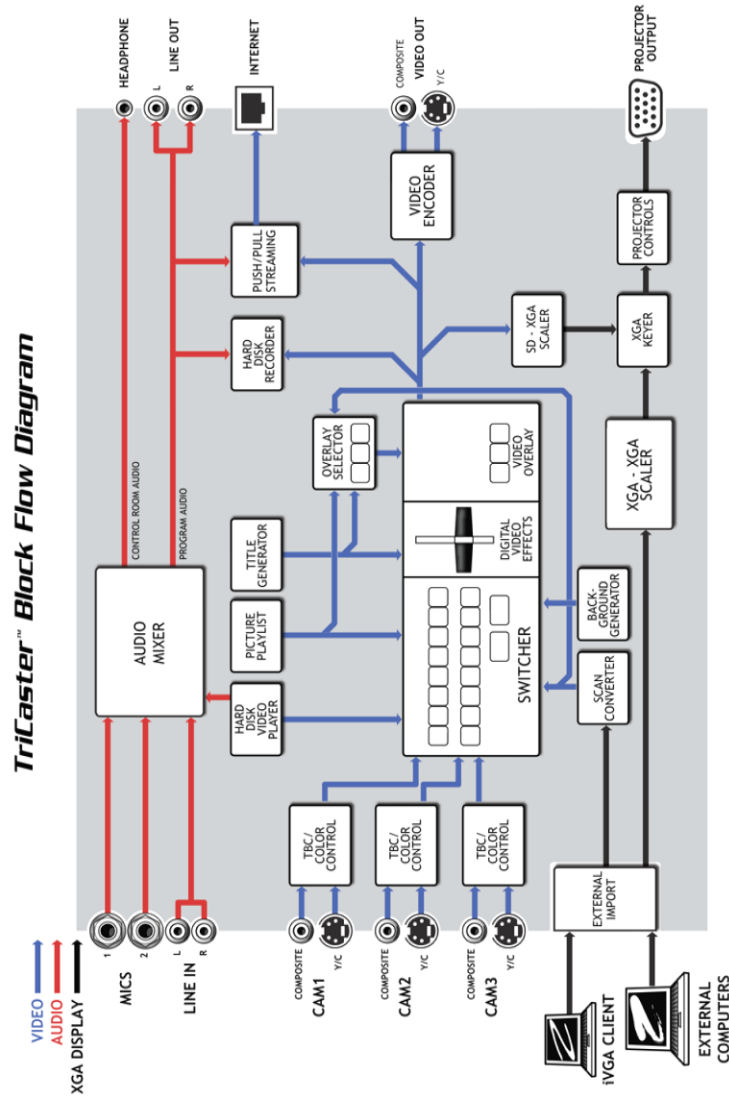 TriCaster™ Block Flow Diagram
VIDEO
AUDIO
XGA DISPLAY
MICS
1
2
LINE IN
L
R
AUDIO
MIXER
CONTROL ROOM AUDIO
PROGRAM AUDIO
HEADPHONE
L
LINE OUT
R
HARD
DISK
VIDEO
PLAYER
PICTURE
PLAYLIST
TITLE
GENERATOR
HARD
DISK
RECORDER
PUSH/PULL
STREAMING
INTERNET
OVERLAY
SELECTOR
COMPOSITE
CAM1
Y/C
TBC/
COLOR
CONTROL
COMPOSITE
CAM2
Y/C
TBC/
COLOR
CONTROL
COMPOSITE
CAM3
Y/C
TBC/
COLOR
CONTROL
SWITCHER
DIGITAL
VIDEO
EFFECTS
VIDEO
OVERLAY
VIDEO
ENCODER
COMPOSITE
VIDEO OUT
Y/C
SCAN
CONVERTER
BACK-
GROUND
GENERATOR
SD - XGA
SCALER
iVGA CLIENT
EXTERNAL
COMPUTERS
EXTERNAL
IMPORT
XGA - XGA
SCALER
XGA
KEYER
PROJECTOR
CONTROLS
PROJECTOR
OUTPUT